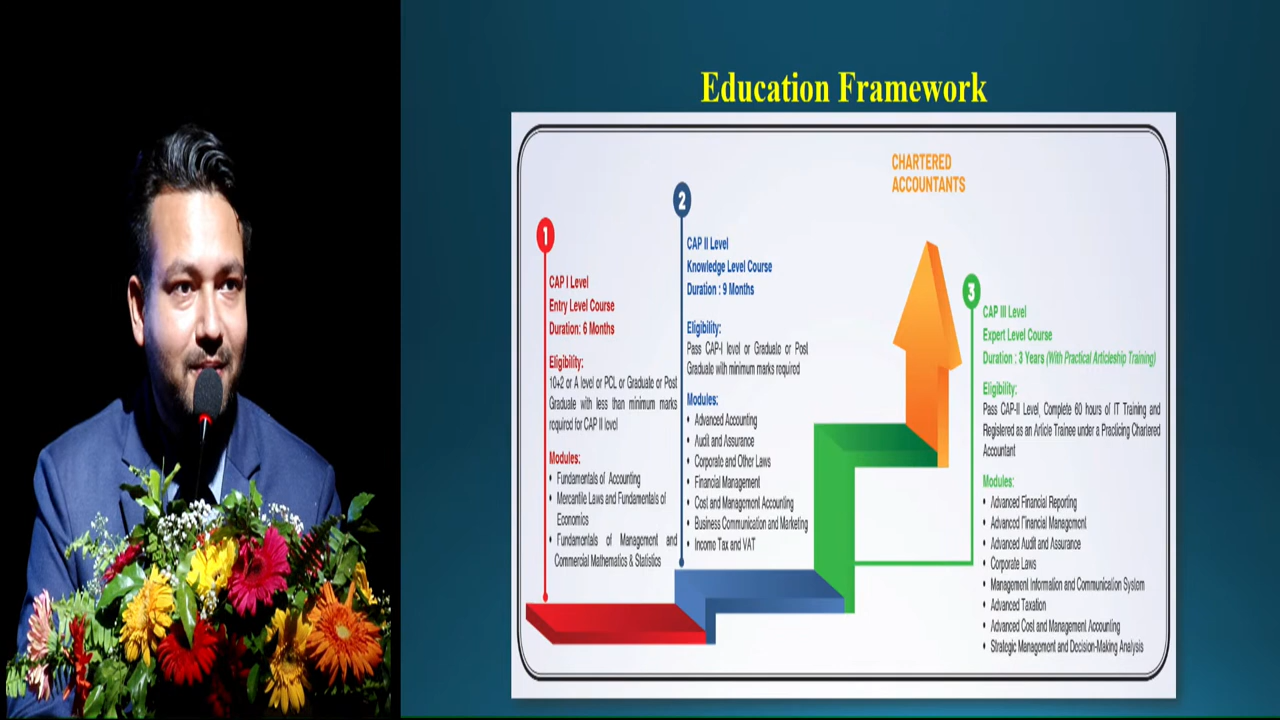 Education Framework
CHARTERED
ACCOUNTANTS
1
CAP I Level
Entry Level Course
Duration: 6 Months
Eligibility:
10+2 or A level or PCL or Graduate or Post
Graduate with less than minimum marks
required for CAP II level
Modules:
• Fundamentals of Accounting
• Mercantile Laws and Fundamentals of
Economics
• Fundamentals of Management and
Commercial Mathematics & Statistics
2
CAP II Level
Knowledge Level Course
Duration : 9 Months
Eligibility:
Pass CAP-I level or Graduate or Post
Graduate with minimum marks required
Modules:
• Advanced Accounting
• Audit and Assurance
• Corporate and Other Laws
• Financial Management
• Cost and Management Accounting
• Business Communication and Marketing
• Income Tax and VAT
3
CAP III Level
Expert Level Course
Duration : 3 Years (With Practical Articleship Training)
Eligibility:
Pass CAP-II Level, Complete 60 hours of IT Training and
Registered as an Article Trainee under a Practicing Chartered
Accountant
Modules:
• Advanced Financial Reporting
• Advanced Financial Management
• Advanced Audit and Assurance
• Corporate Laws
• Management Information and Communication System
• Advanced Taxation
• Advanced Cost and Management Accounting
• Strategic Management and Decision-Making Analysis